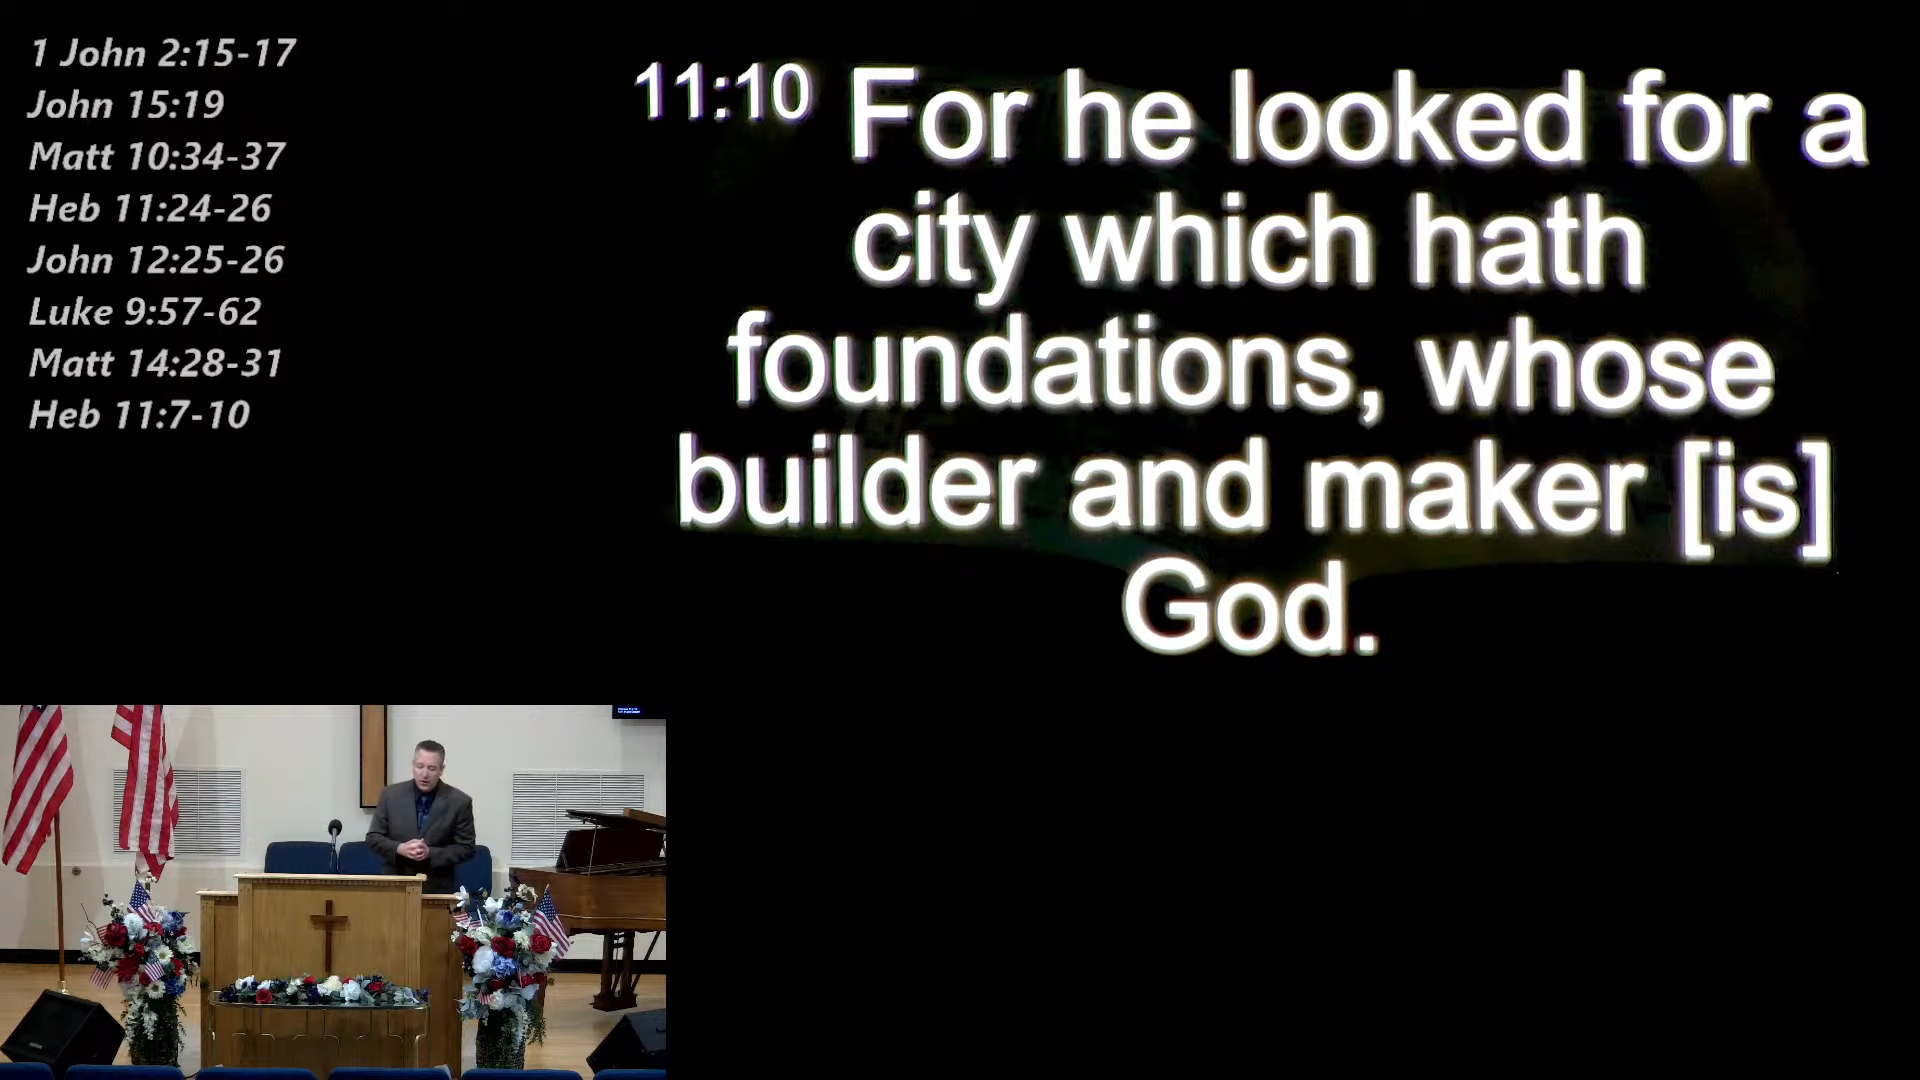 1 John 2:15-17
John 15:19
Matt 10:34-37
Heb 11:24-26
John 12:25-26
Luke 9:57-62
Matt 14:28-31
Heb 11:7-10
11:10 For he looked for a
city which hath
foundations, whose
builder and maker [is]
God.